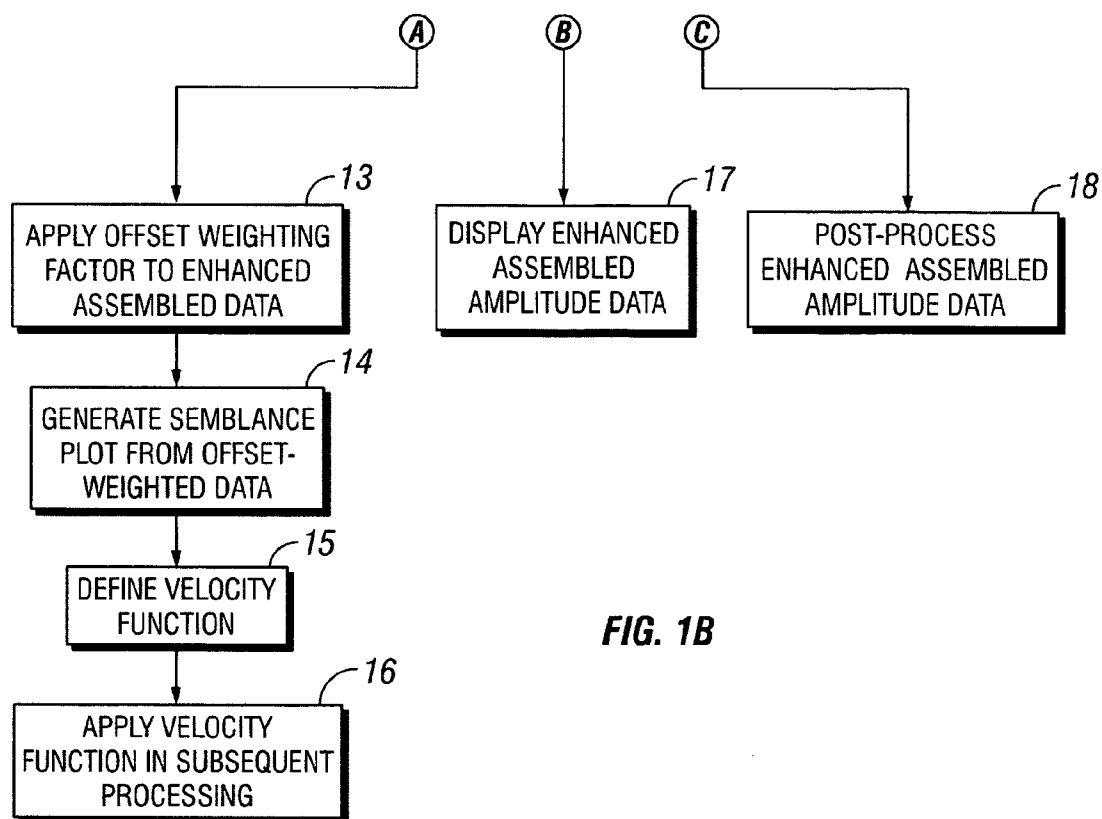 A
B
C
13
APPLY OFFSET WEIGHTING
FACTOR TO ENHANCED
ASSEMBLED DATA
17
DISPLAY ENHANCED
ASSEMBLED
AMPLITUDE DATA
18
POST-PROCESS
ENHANCED ASSEMBLED
AMPLITUDE DATA
14
GENERATE SEMBLANCE
PLOT FROM OFFSET-
WEIGHTED DATA
15
DEFINE VELOCITY
FUNCTION
FIG. 1B
16
APPLY VELOCITY
FUNCTION IN SUBSEQUENT
PROCESSING